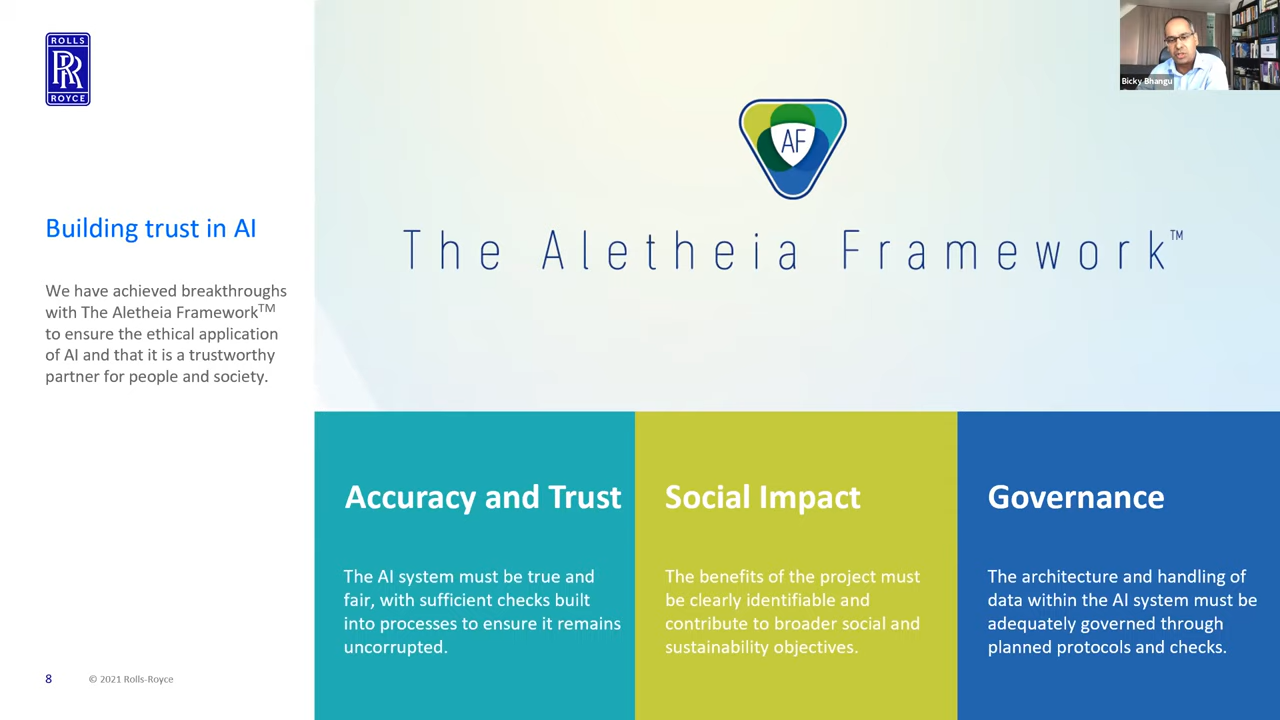 ROLLS
RR
ROYCE
Bicky Bhangu
AF
The Aletheia Framework™
Building trust in AI
We have achieved breakthroughs
with The Aletheia Framework™
to ensure the ethical application
of AI and that it is a trustworthy
partner for people and society.
Accuracy and Trust
The AI system must be true and
fair, with sufficient checks built
into processes to ensure it remains
uncorrupted.
Social Impact
The benefits of the project must
be clearly identifiable and
contribute to broader social and
sustainability objectives.
Governance
The architecture and handling of
data within the AI system must be
adequately governed through
planned protocols and checks.
8 © 2021 Rolls-Royce